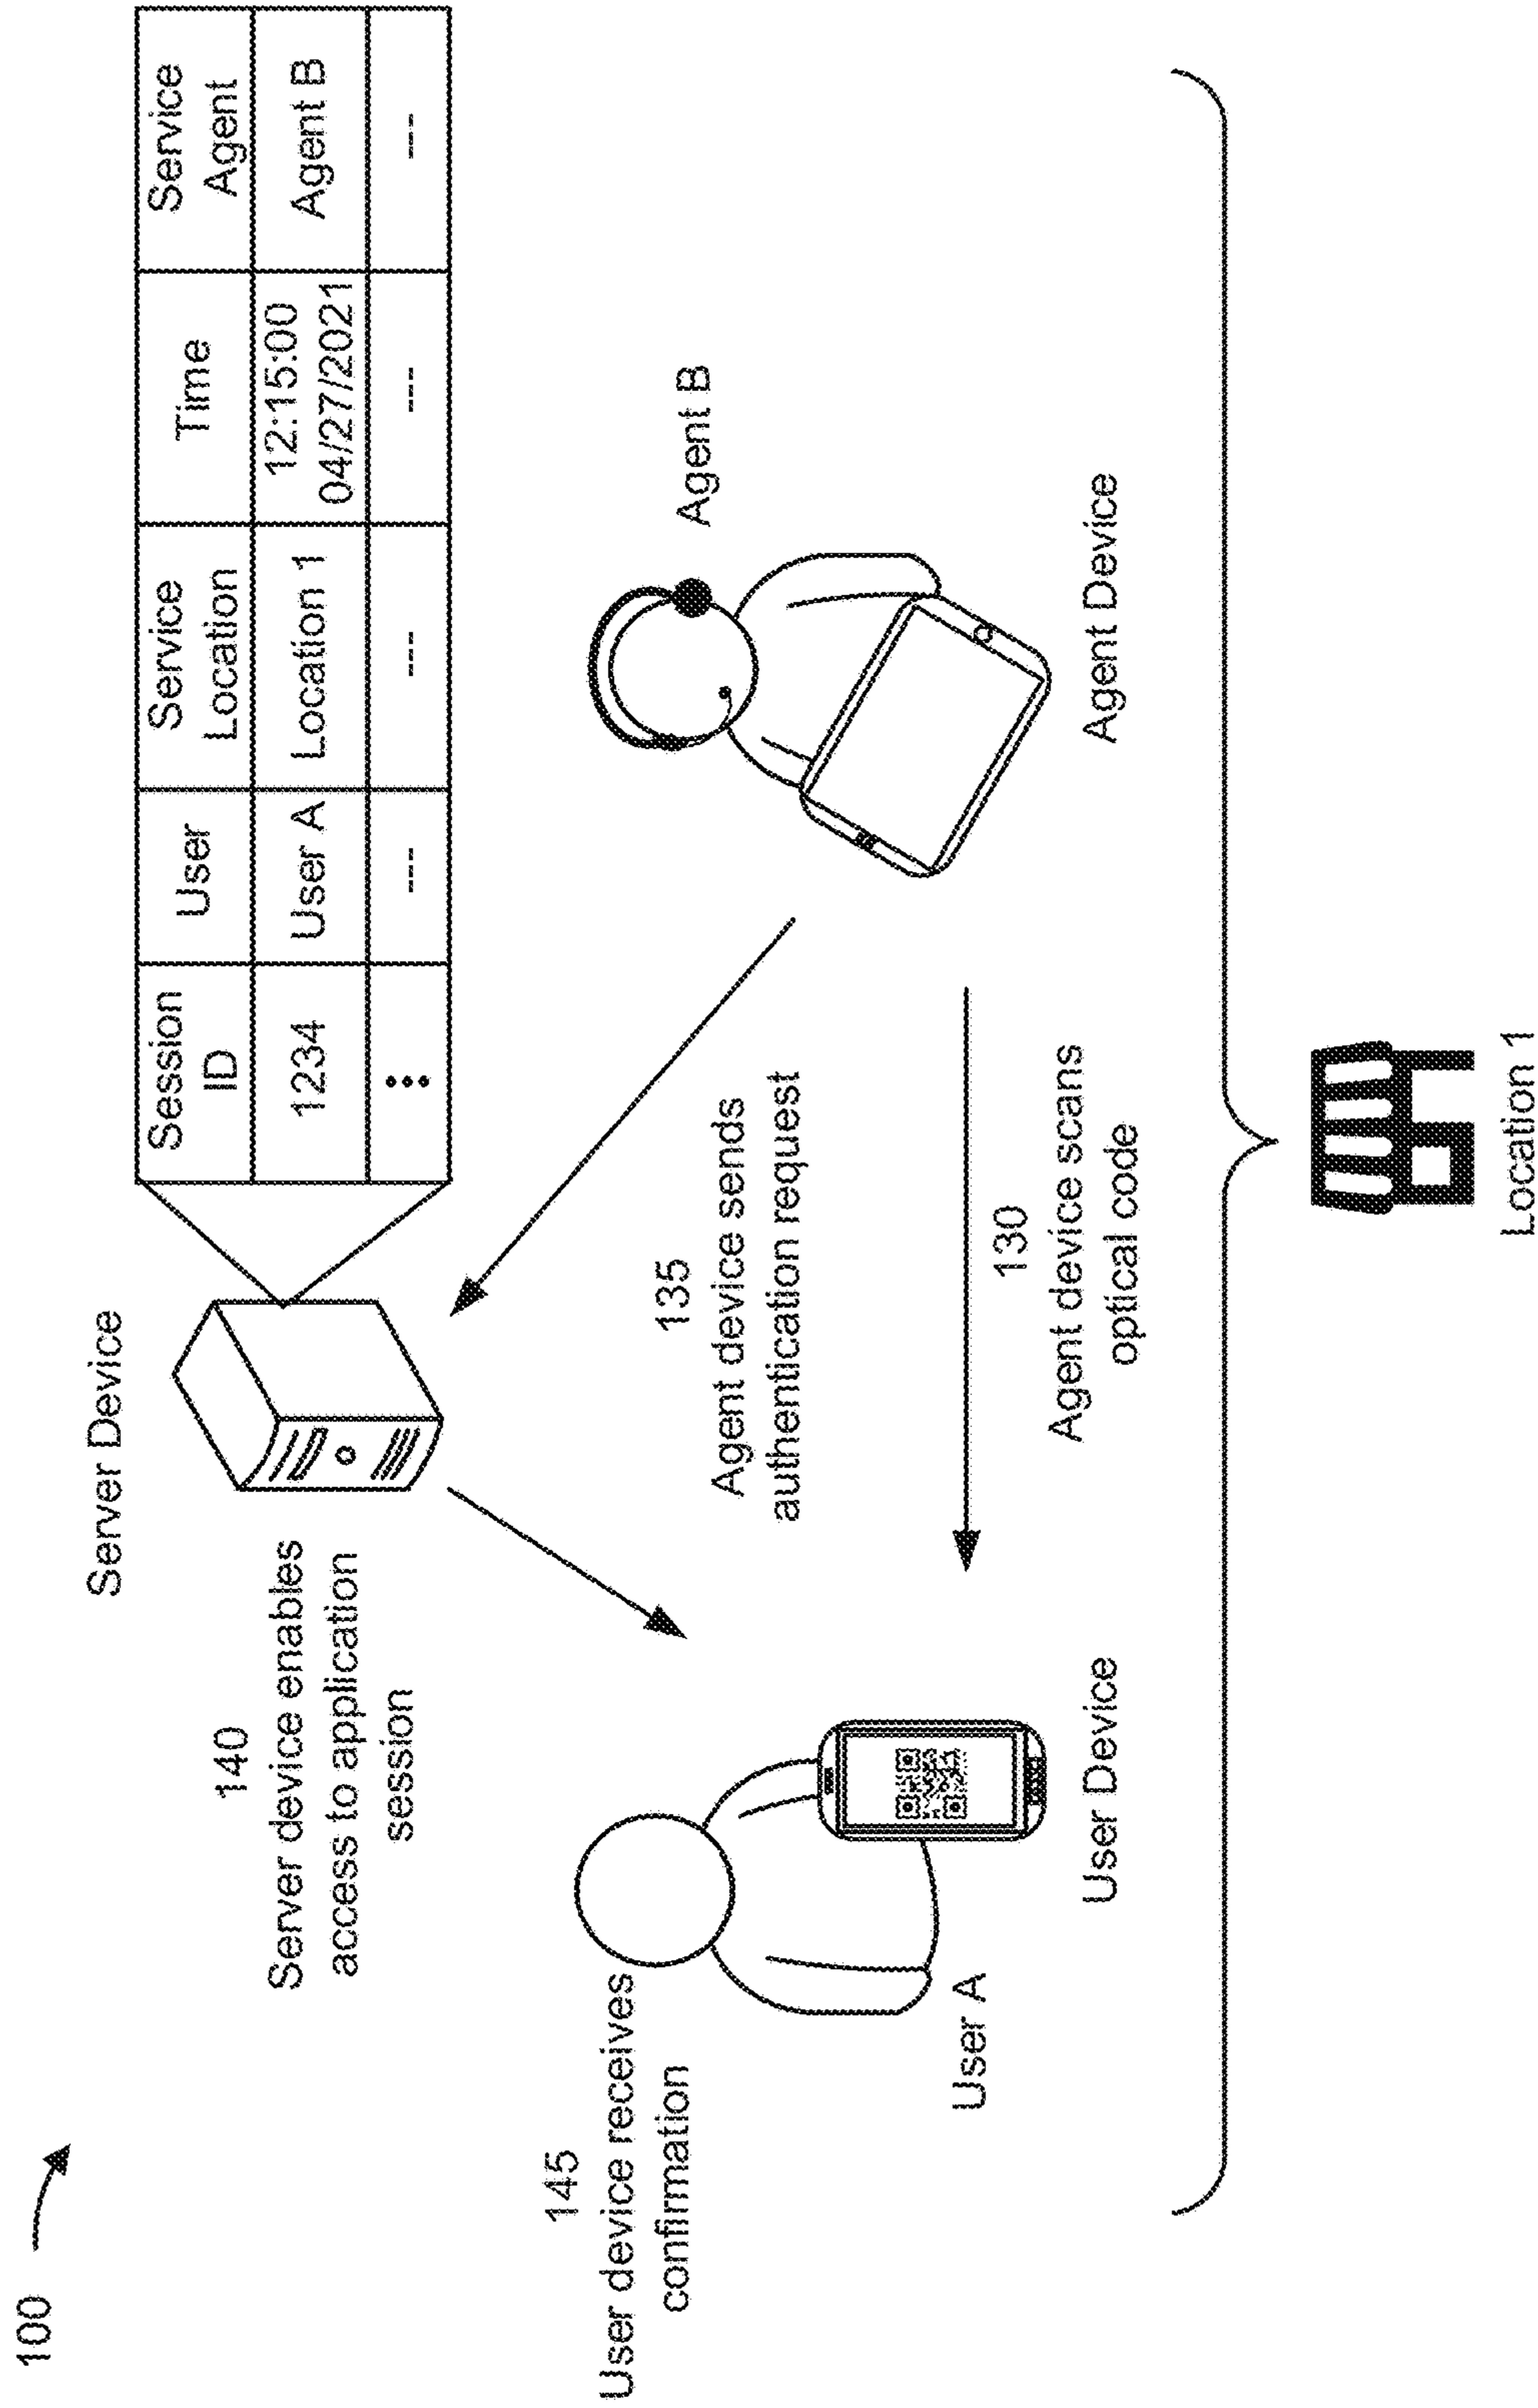 100
Server Device
Session
ID
User
Service
Location
Time
Service
Agent
1234
User A
Location 1
12:15:00
04/27/2021
Agent B
---
---
---
---
140
Server device enables
access to application
session
135
Agent device sends
authentication request
Agent B
145
User device receives
confirmation
130
Agent device scans
optical code
User A
User Device
Agent Device
Location 1